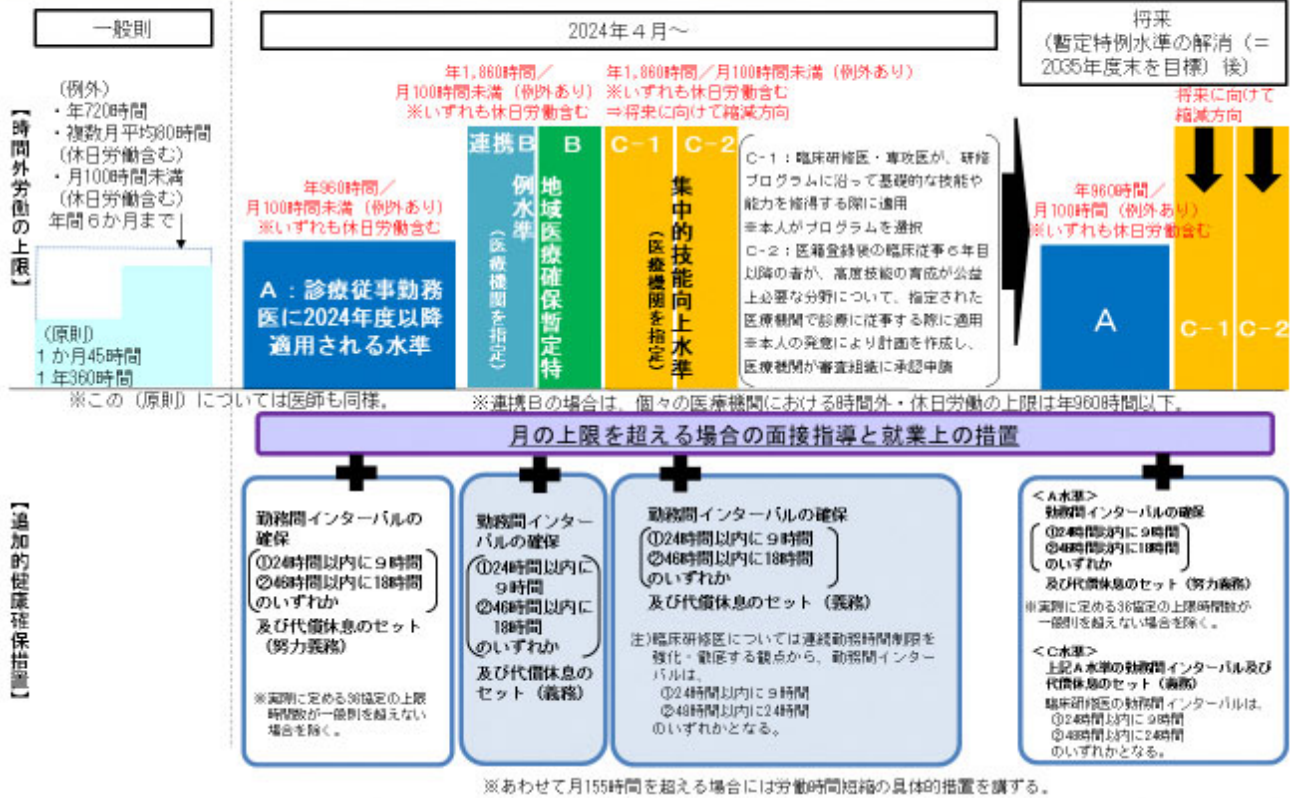 一般則
2024年４月～
将来
（暫定特例水準の解消（＝
2035年度末を目標）後）
【時間外労働の上限】
（例外）
・年720時間
・複数月平均80時間
（休日労働含む）
・月100時間未満
（休日労働含む）
年間６か月まで
（原則）
１か月45時間
１年360時間
※この（原則）については医師も同様。
年960時間／
月100時間未満（例外あり）
※いずれも休日労働含む
A：診療従事勤務
医に2024年度以降
適用される水準
年1,860時間／
月100時間未満（例外あり）
※いずれも休日労働含む
連携B
B
地域医療確保暫定特
例水準
（医療機関を指定）
年1,860時間／月100時間未満（例外あり）
※いずれも休日労働含む
⇒将来に向けて縮減方向
C-1
C-2
集中的技能向上水準
（医療機関を指定）
C-1：臨床研修医・専攻医が、研修
プログラムに沿って基礎的な技能や
能力を修得する際に適用
※本人がプログラムを選択
C-2：医籍登録後の臨床従事６年目
以降の者が、高度技能の育成が公益
上必要な分野について、指定された
医療機関で診療に従事する際に適用
※本人の発意により計画を作成し、
医療機関が審査組織に承認申請
年960時間／
月100時間（例外あり）
※いずれも休日労働含む
A
将来に向けて
縮減方向
C-1
C-2
※連携Bの場合は、個々の医療機関における時間外・休日労働の上限は年960時間以下。
月の上限を超える場合の面接指導と就業上の措置
【追加的健康確保措置】
勤務間インターバルの
確保
①24時間以内に９時間
②46時間以内に18時間
のいずれか
及び代償休息のセット
（努力義務）
※実際に定める36協定の上限
時間数が一般則を超えない
場合を除く。
勤務間インター
バルの確保
①24時間以内に
９時間
②46時間以内に
18時間
のいずれか
及び代償休息の
セット（義務）
勤務間インターバルの確保
①24時間以内に９時間
②46時間以内に18時間
のいずれか
及び代償休息のセット（義務）
注）臨床研修医については連続勤務時間制限を
強化・徹底する観点から、勤務間インター
バルは、
①24時間以内に９時間
②48時間以内に24時間
のいずれかとなる。
＜A水準＞
勤務間インターバルの確保
①24時間以内に９時間
②46時間以内に18時間
のいずれか
及び代償休息のセット（努力義務）
※実際に定める36協定の上限時間数が
一般則を超えない場合を除く。
＜C水準＞
上記A水準の勤務間インターバル及び
代償休息のセット（義務）
臨床研修医の勤務間インターバルは、
①24時間以内に９時間
②48時間以内に24時間
のいずれかとなる。
※あわせて月155時間を超える場合には労働時間短縮の具体的措置を講ずる。